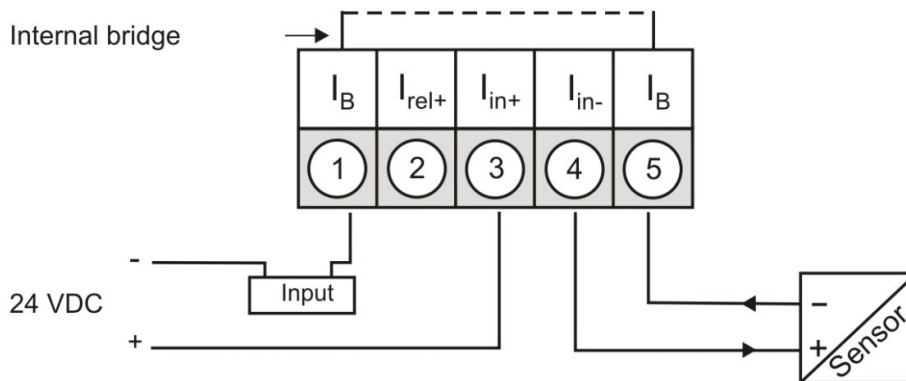 Internal bridge
I_B I_rel+ I_in+ I_in- I_B
1 2 3 4 5
-
Input
24 VDC
+
-
+
Sensor